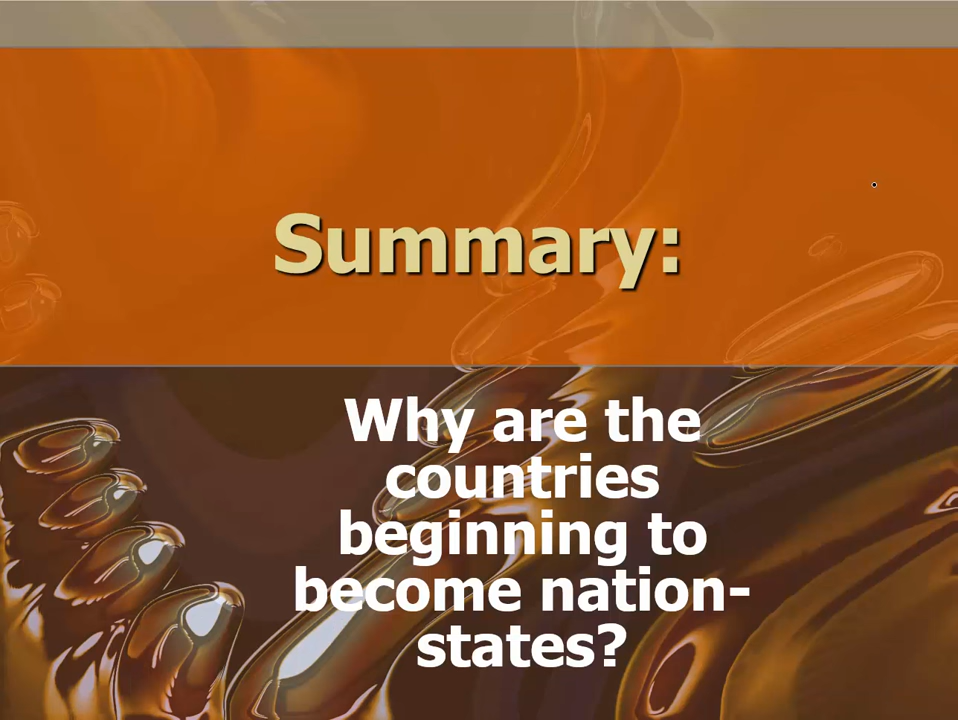 Summary:
Why are the
countries
beginning to
become nation-
states?